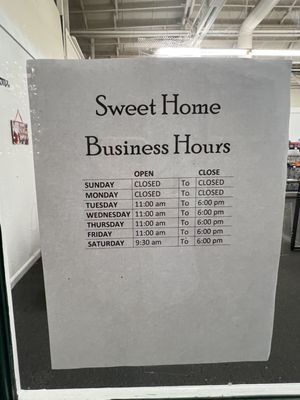 Sweet Home
Business Hours
OPEN CLOSE
SUNDAY CLOSED To CLOSED
MONDAY CLOSED To CLOSED
TUESDAY 11:00 am To 6:00 pm
WEDNESDAY 11:00 am To 6:00 pm
THURSDAY 11:00 am To 6:00 pm
FRIDAY 11:00 am To 6:00 pm
SATURDAY 9:30 am To 6:00 pm